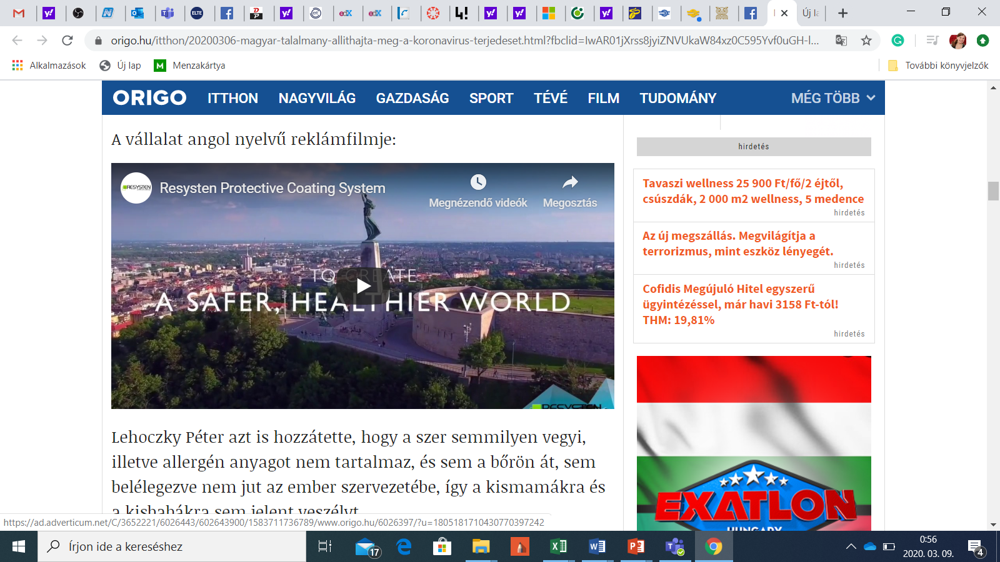 origo.hu/itthon/20200306-magyar-talalmany-allithajta-meg-a-koronavirus-terjedeset.html?fbclid=IwAR01jXrss8jyiZNVUkaW84xz0C595Yvf0uGH-l...
Alkalmazások
Új lap
Menzakártya
További könyvjelzők
ORIGO ITTHON NAGYVILÁG GAZDASÁG SPORT TÉVÉ FILM TUDOMÁNY MÉG TÖBB
A vállalat angol nyelvű reklámfilmje:
RESYSTEN
Resysten Protective Coating System
Megnézendő videók
Megosztás
TO CREATE
A SAFER, HEALTHIER WORLD
RESYSTEN
Lehoczky Péter azt is hozzátette, hogy a szer semmilyen vegyi,
illetve allergén anyagot nem tartalmaz, és sem a bőrön át, sem
belélegezve nem jut az ember szervezetébe, így a kismamákra és
a kisbabákra sem jelent veszélyt
hirdetés
Tavaszi wellness 25 900 Ft/fő/2 éjtől,
csúszdák, 2 000 m2 wellness, 5 medence
hirdetés
Az új megszállás. Megvilágítja a
terrorizmus, mint eszköz lényegét.
hirdetés
Cofidis Megújuló Hitel egyszerű
ügyintézéssel, már havi 3158 Ft-tól!
THM: 19,81%
hirdetés
EXATLON
HUNGARY
https://ad.adverticum.net/C/3652221/6026443/602643900/1583711736789/www.origo.hu/6026397/?u=1805181710430770397242
Írjon ide a kereséshez
17
0:56
2020. 03. 09.
4